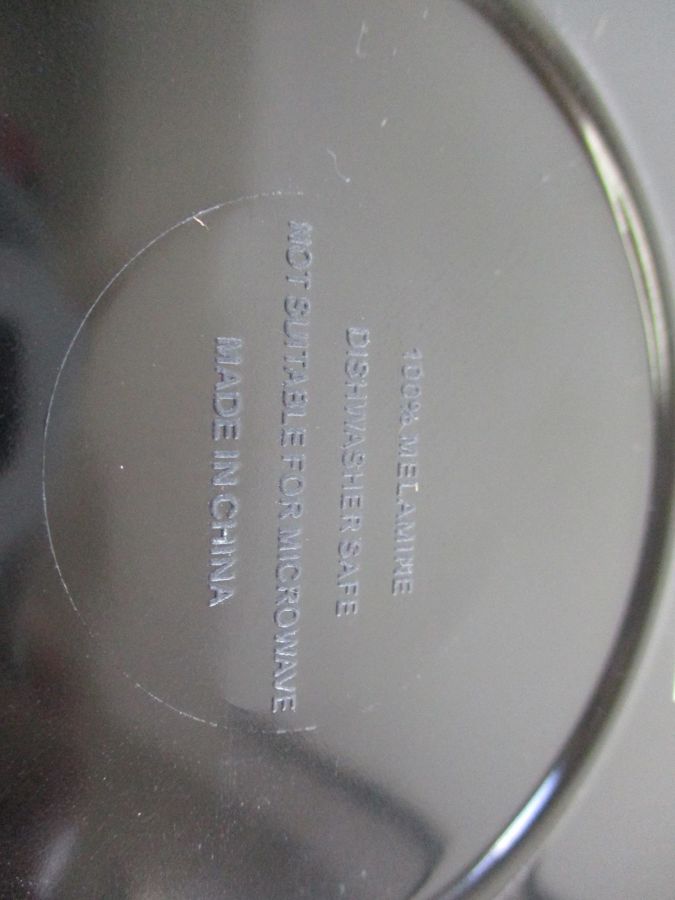 100% MELAMINE
DISHWASHER SAFE
NOT SUITABLE FOR MICROWAVE
MADE IN CHINA